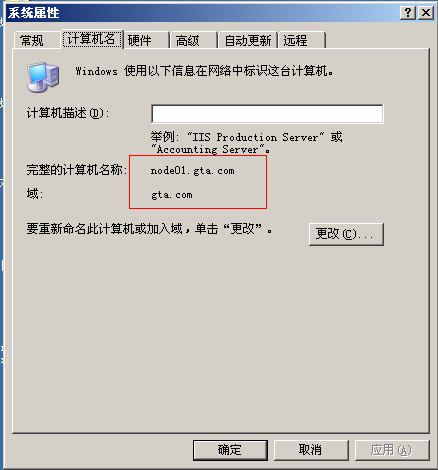 系统属性
常规 计算机名 硬件 高级 自动更新 远程
Windows 使用以下信息在网络中标识这台计算机。
计算机描述(D):
举例: "IIS Production Server" 或
"Accounting Server"。
完整的计算机名称: node01.gta.com
域: gta.com
要重新命名此计算机或加入域,单击“更改”。
更改(C)...
确定 取消 应用(A)